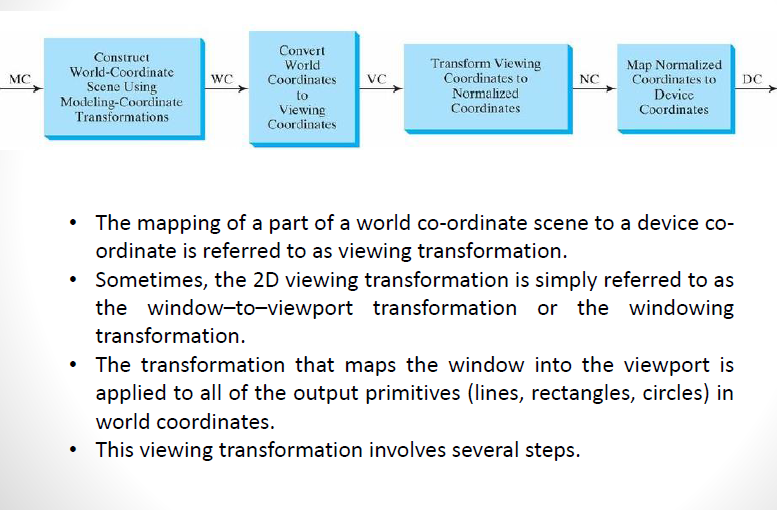 MC
Construct
World-Coordinate
Scene Using
Modeling-Coordinate
Transformations
WC
Convert
World
Coordinates
to
Viewing
Coordinates
VC
Transform Viewing
Coordinates to
Normalized
Coordinates
NC
Map Normalized
Coordinates to
Device
Coordinates
DC
• The mapping of a part of a world co-ordinate scene to a device co-
ordinate is referred to as viewing transformation.
• Sometimes, the 2D viewing transformation is simply referred to as
the window–to–viewport transformation or the windowing
transformation.
• The transformation that maps the window into the viewport is
applied to all of the output primitives (lines, rectangles, circles) in
world coordinates.
• This viewing transformation involves several steps.